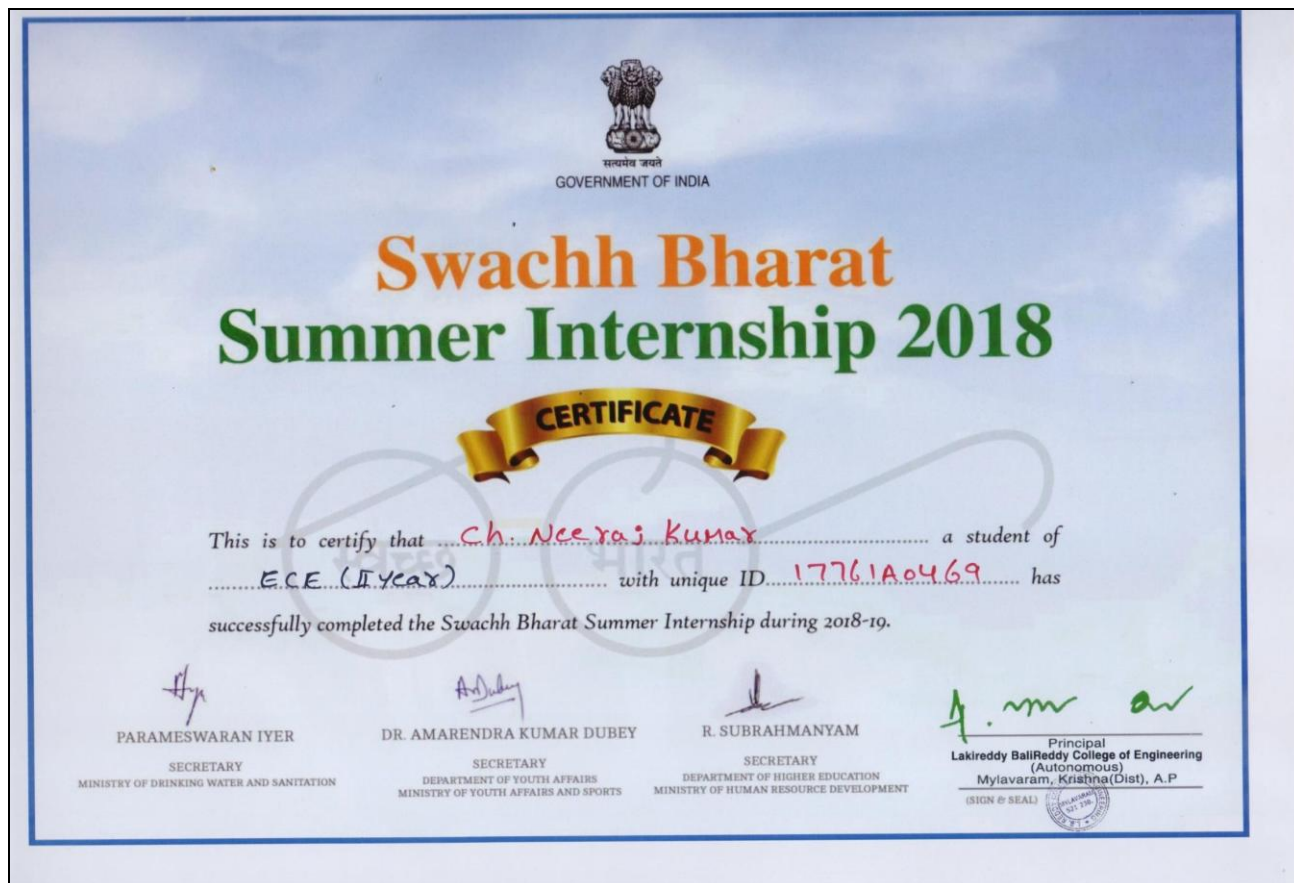 सत्यमेव जयते
GOVERNMENT OF INDIA
Swachh Bharat
Summer Internship 2018
CERTIFICATE
स्वच्छ भारत
This is to certify that Ch. Neeraj Kumar a student of
E.C.E (II year) with unique ID 17761A0469 has
successfully completed the Swachh Bharat Summer Internship during 2018-19.
PARAMESWARAN IYER
SECRETARY
MINISTRY OF DRINKING WATER AND SANITATION
DR. AMARENDRA KUMAR DUBEY
SECRETARY
DEPARTMENT OF YOUTH AFFAIRS
MINISTRY OF YOUTH AFFAIRS AND SPORTS
R. SUBRAHMANYAM
SECRETARY
DEPARTMENT OF HIGHER EDUCATION
MINISTRY OF HUMAN RESOURCE DEVELOPMENT
Principal
Lakireddy BaliReddy College of Engineering
(Autonomous)
Mylavaram, Krishna(Dist), A.P
(SIGN & SEAL)